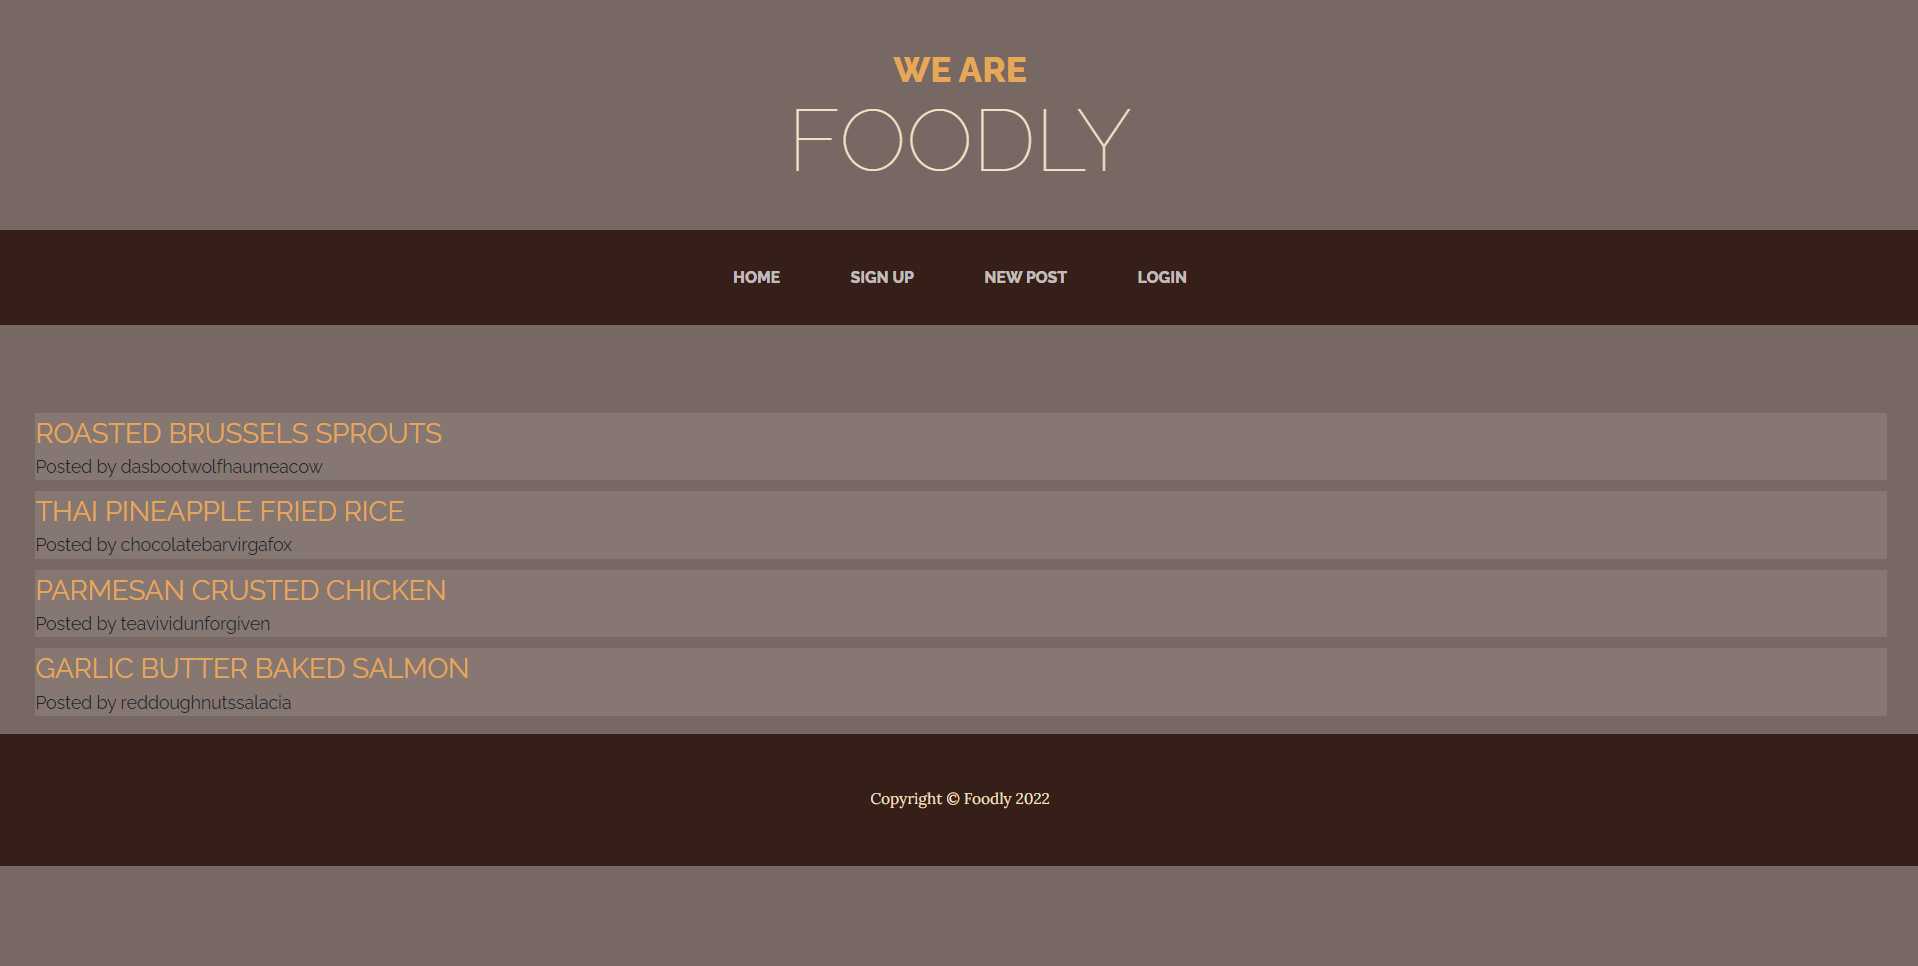 WE ARE
FOODLY
HOME SIGN UP NEW POST LOGIN
ROASTED BRUSSELS SPROUTS
Posted by dasbootwolfhaumeacow
THAI PINEAPPLE FRIED RICE
Posted by chocolatebarvirgafox
PARMESAN CRUSTED CHICKEN
Posted by teavividunforgiven
GARLIC BUTTER BAKED SALMON
Posted by reddoughnutssalacia
Copyright © Foodly 2022